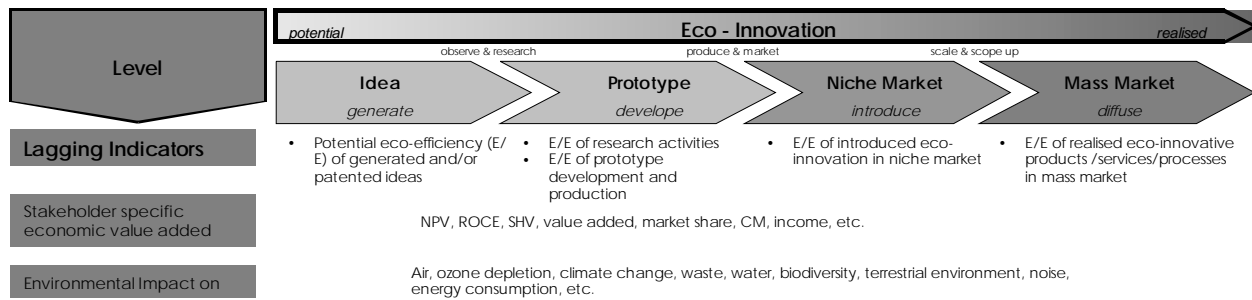 potential Eco - Innovation realised
observe & research produce & market scale & scope up
Level
Idea Prototype Niche Market Mass Market
generate develope introduce diffuse
Lagging Indicators
• Potential eco-efficiency (E/
E) of generated and/or
patented ideas
• E/E of research activities
• E/E of prototype
development and
production
• E/E of introduced eco-
innovation in niche market
• E/E of realised eco-innovative
products /services/processes
in mass market
Stakeholder specific
economic value added
NPV, ROCE, SHV, value added, market share, CM, income, etc.
Environmental Impact on
Air, ozone depletion, climate change, waste, water, biodiversity, terrestrial environment, noise,
energy consumption, etc.